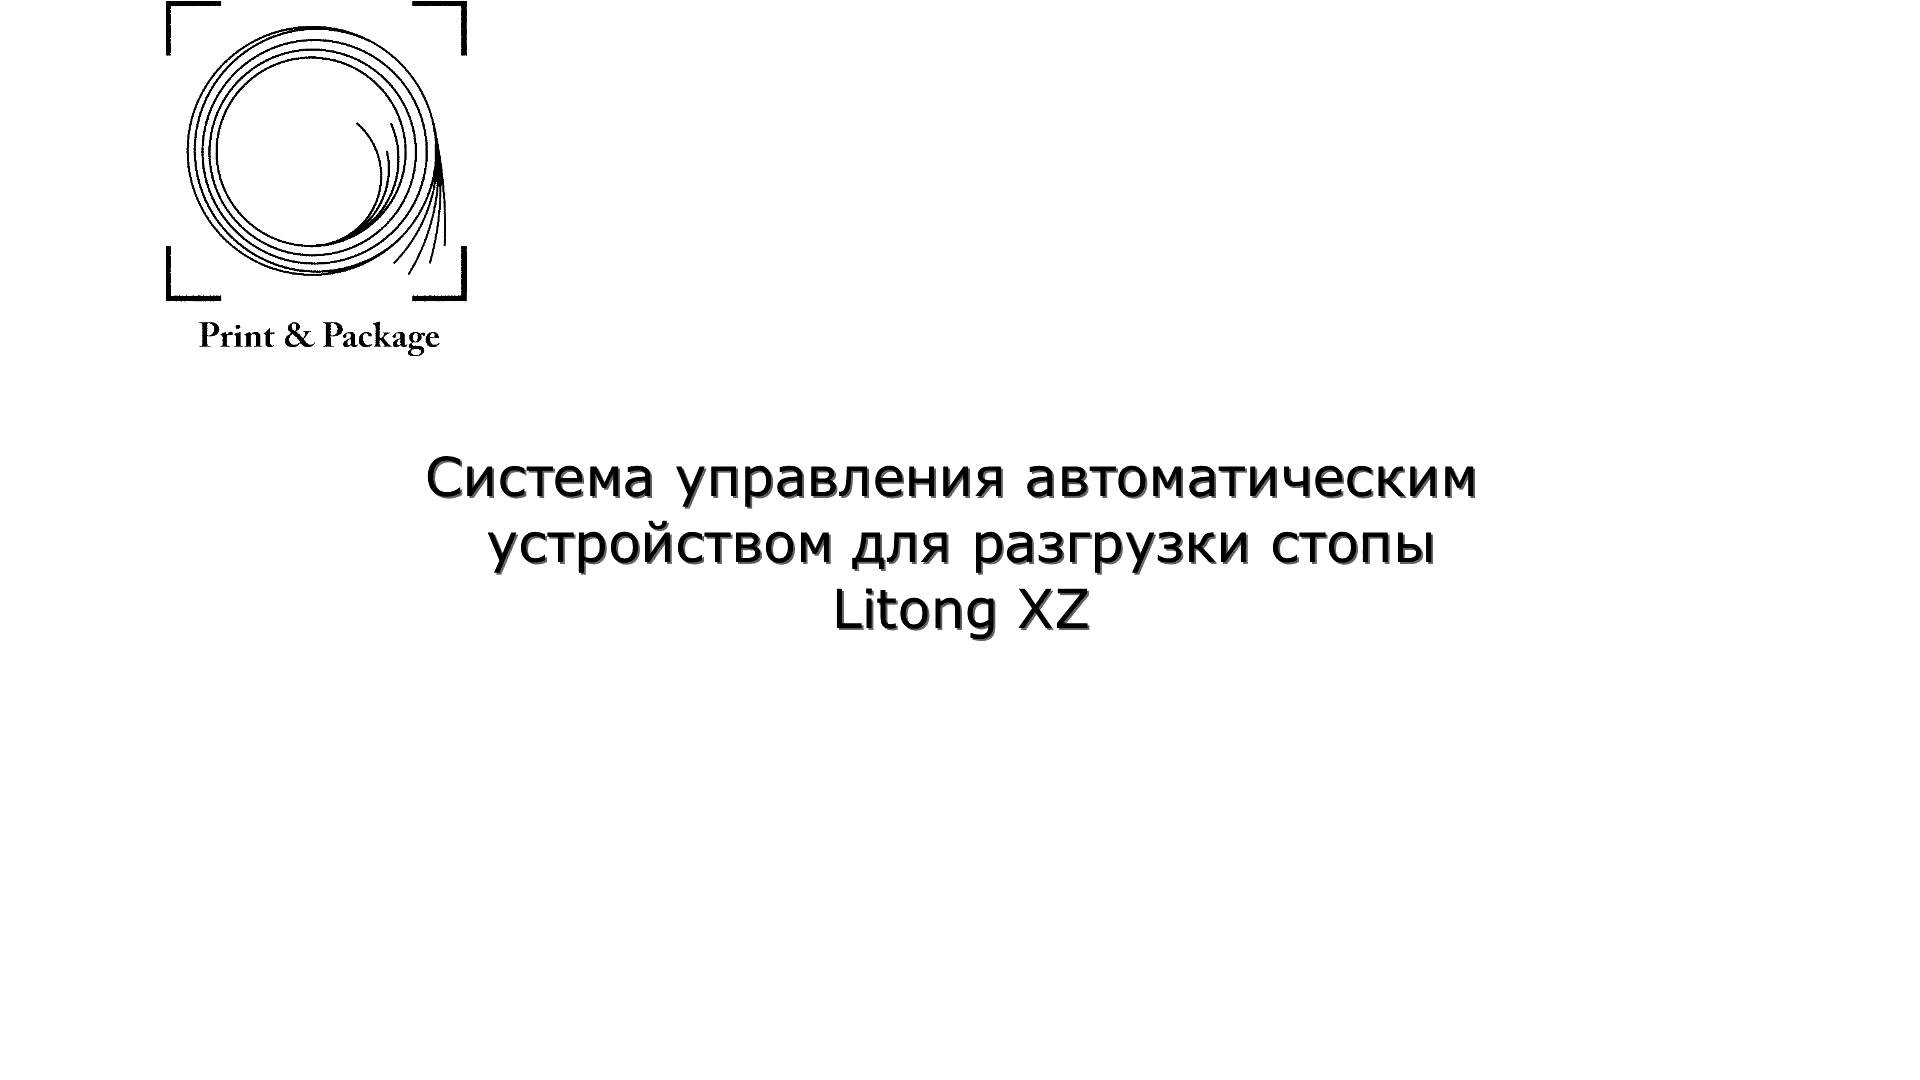 Print & Package
Система управления автоматическим
устройством для разгрузки стопы
Litong XZ